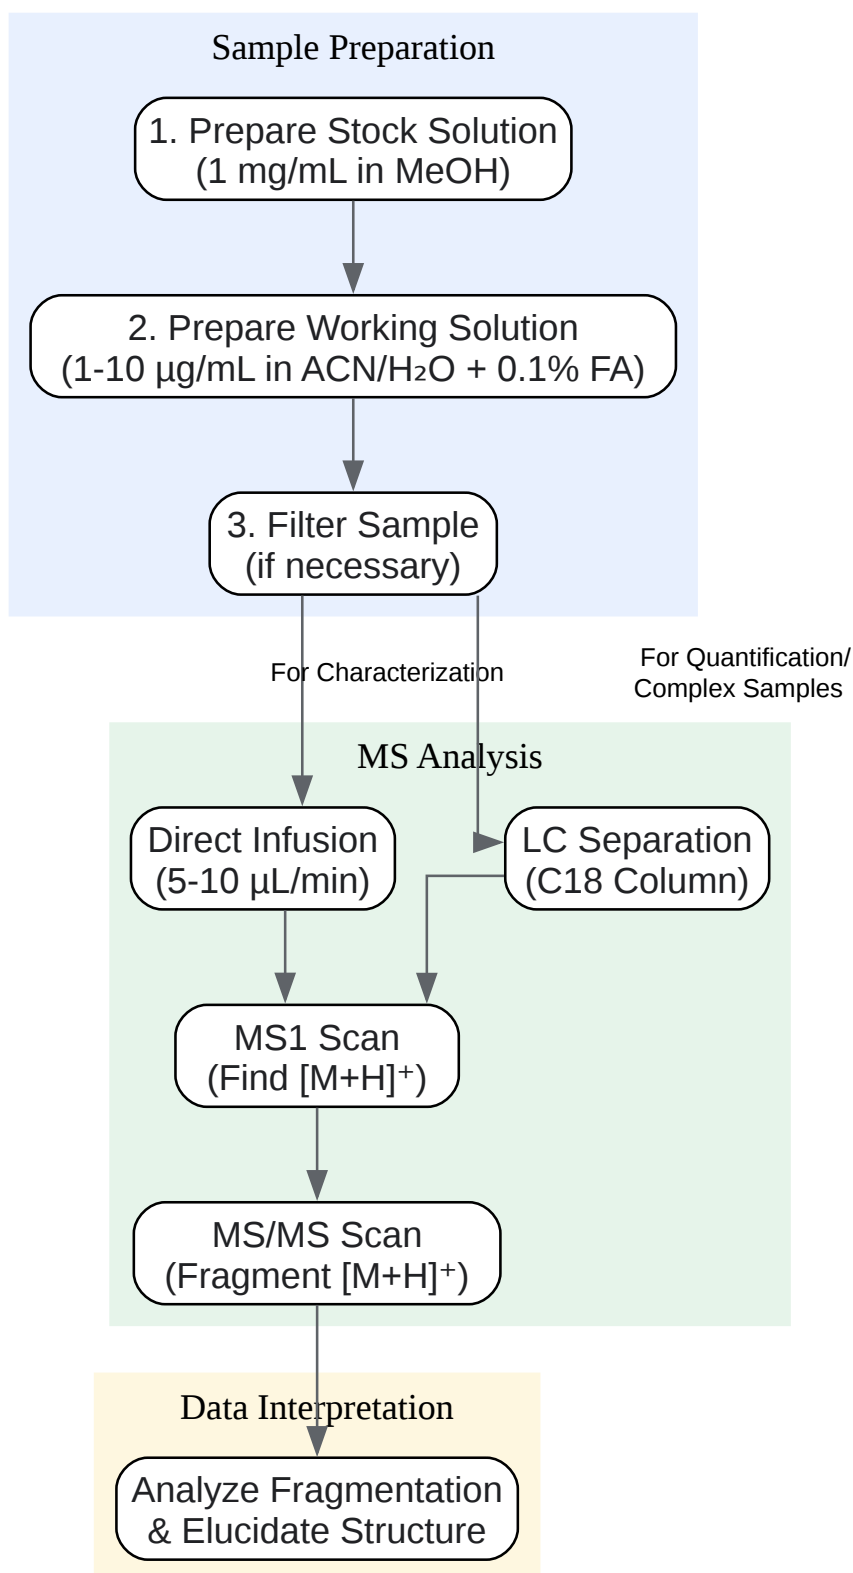 Sample Preparation
1. Prepare Stock Solution
(1 mg/mL in MeOH)
2. Prepare Working Solution
(1-10 µg/mL in ACN/H₂O + 0.1% FA)
3. Filter Sample
(if necessary)
For Characterization
For Quantification/
Complex Samples
MS Analysis
Direct Infusion
(5-10 µL/min)
LC Separation
(C18 Column)
MS1 Scan
(Find [M+H]⁺)
MS/MS Scan
(Fragment [M+H]⁺)
Data Interpretation
Analyze Fragmentation
& Elucidate Structure